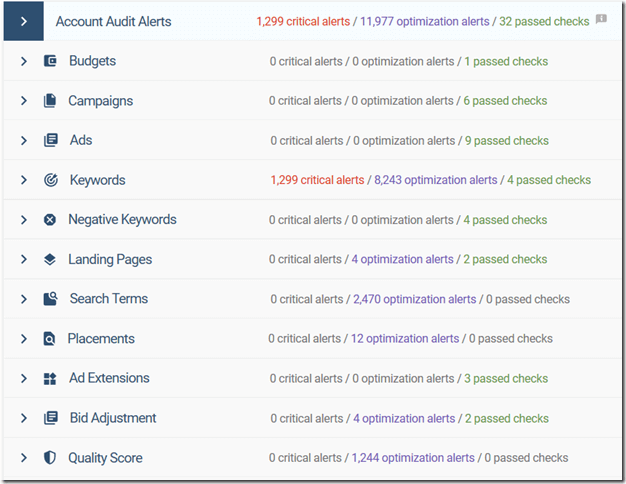 Account Audit Alerts 1,299 critical alerts / 11,977 optimization alerts / 32 passed checks
Budgets 0 critical alerts / 0 optimization alerts / 1 passed checks
Campaigns 0 critical alerts / 0 optimization alerts / 6 passed checks
Ads 0 critical alerts / 0 optimization alerts / 9 passed checks
Keywords 1,299 critical alerts / 8,243 optimization alerts / 4 passed checks
Negative Keywords 0 critical alerts / 0 optimization alerts / 4 passed checks
Landing Pages 0 critical alerts / 4 optimization alerts / 2 passed checks
Search Terms 0 critical alerts / 2,470 optimization alerts / 0 passed checks
Placements 0 critical alerts / 12 optimization alerts / 0 passed checks
Ad Extensions 0 critical alerts / 0 optimization alerts / 3 passed checks
Bid Adjustment 0 critical alerts / 4 optimization alerts / 2 passed checks
Quality Score 0 critical alerts / 1,244 optimization alerts / 0 passed checks